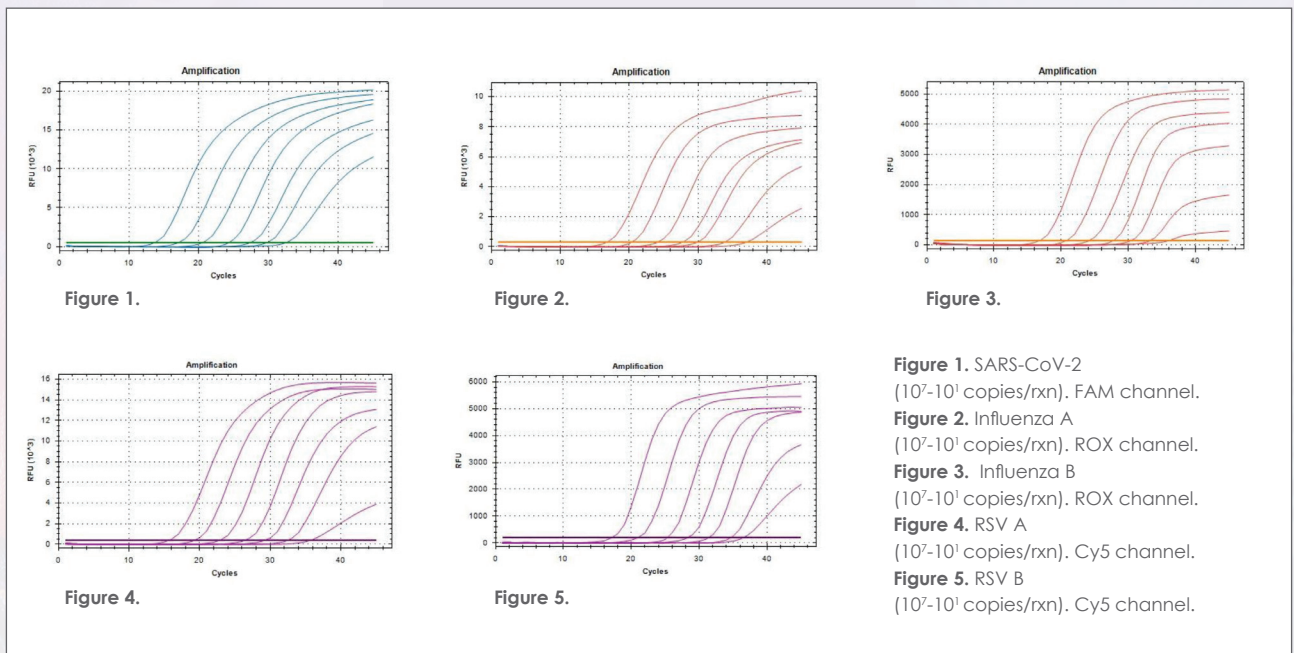 Amplification
20
15
10
5
0
RFU (10^3)
0 10 20 30 40
Cycles
Figure 1.
Amplification
10
8
6
4
2
0
RFU (10^3)
0 10 20 30 40
Cycles
Figure 2.
Amplification
5000
4000
3000
2000
1000
0
RFU
0 10 20 30 40
Cycles
Figure 3.
Amplification
16
14
12
10
8
6
4
2
0
RFU (10^3)
0 10 20 30 40
Cycles
Figure 4.
Amplification
6000
5000
4000
3000
2000
1000
0
RFU
0 10 20 30 40
Cycles
Figure 5.
Figure 1. SARS-CoV-2
(10⁷-10¹ copies/rxn). FAM channel.
Figure 2. Influenza A
(10⁷-10¹ copies/rxn). ROX channel.
Figure 3. Influenza B
(10⁷-10¹ copies/rxn). ROX channel.
Figure 4. RSV A
(10⁷-10¹ copies/rxn). Cy5 channel.
Figure 5. RSV B
(10⁷-10¹ copies/rxn). Cy5 channel.